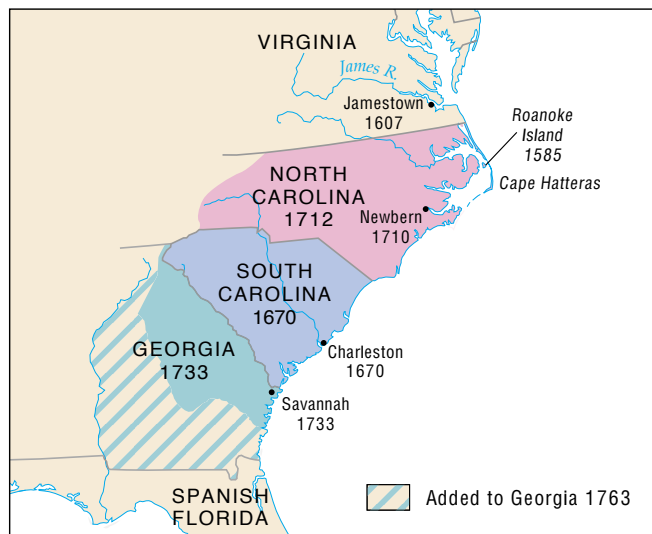 VIRGINIA
James R.
Jamestown
1607
Roanoke
Island
1585
Cape Hatteras
NORTH
CAROLINA
1712
Newbern
1710
SOUTH
CAROLINA
1670
Charleston
1670
GEORGIA
1733
Savannah
1733
SPANISH
FLORIDA
Added to Georgia 1763